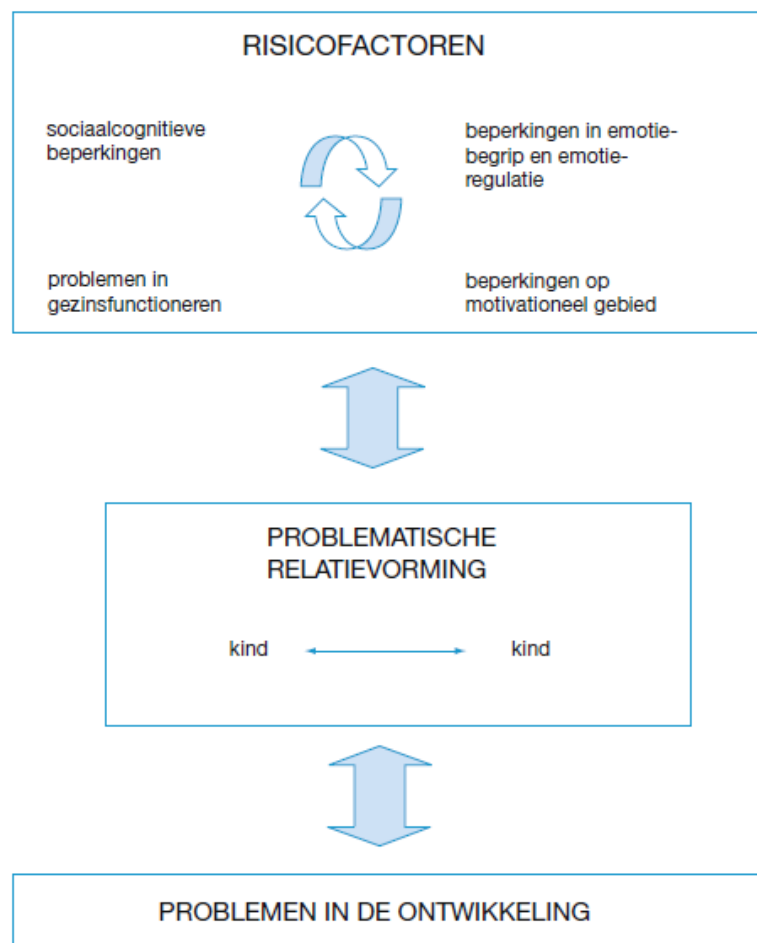 RISICOFACTOREN
sociaalcognitieve
beperkingen
beperkingen in emotie-
begrip en emotie-
regulatie
problemen in
gezinsfunctioneren
beperkingen op
motivationeel gebied
PROBLEMATISCHE
RELATIEVORMING
kind
kind
PROBLEMEN IN DE ONTWIKKELING